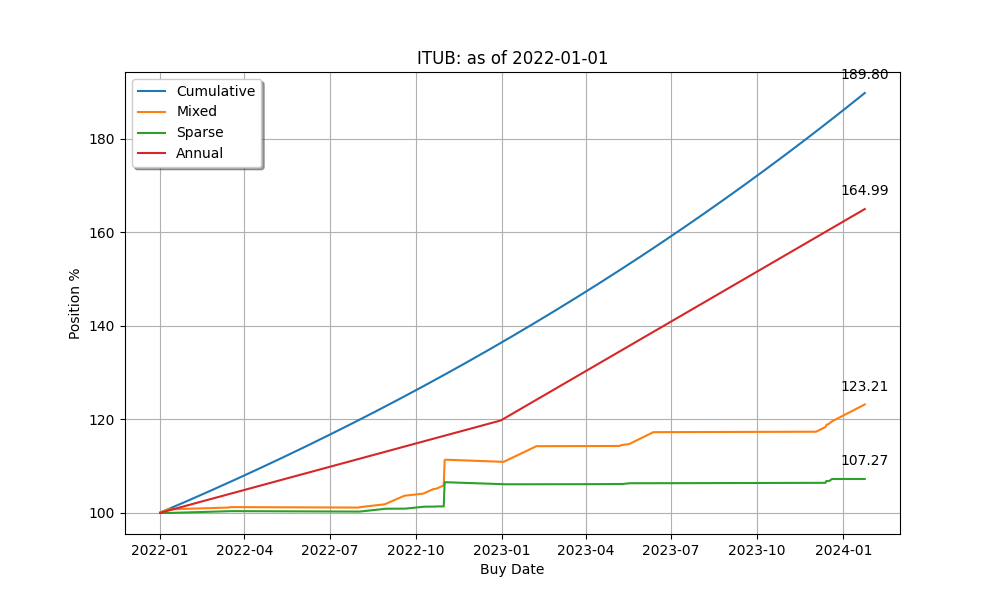 ITUB: as of 2022-01-01
189.80
Cumulative
Mixed
Sparse
Annual
180
164.99
160
140
123.21
120
107.27
100
Position %
2022-01 2022-04 2022-07 2022-10 2023-01 2023-04 2023-07 2023-10 2024-01
Buy Date